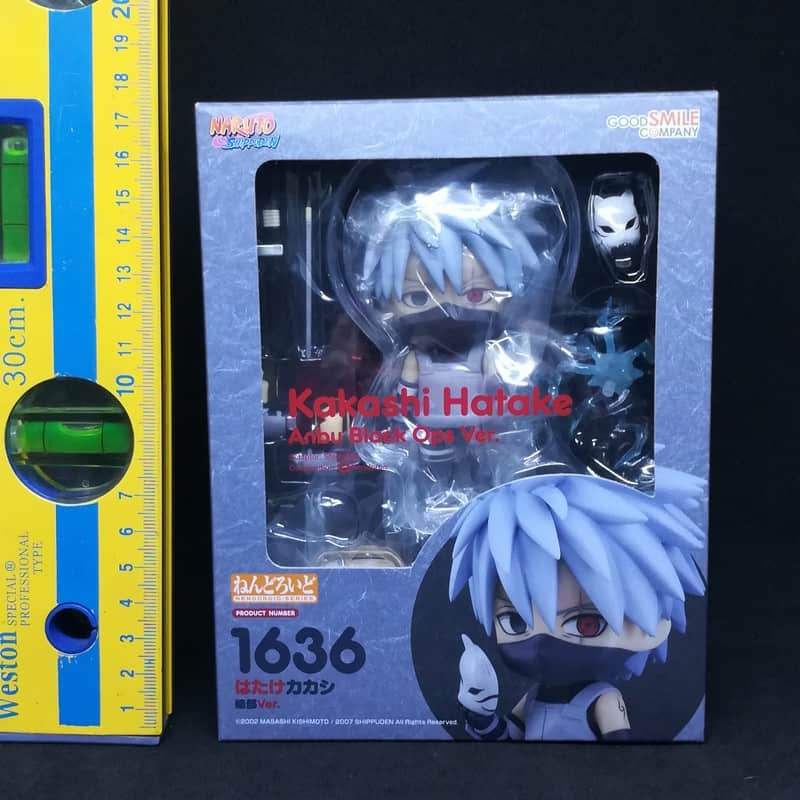 20
19
18
17
16
15
14
13
12
11
10
9
8
7
6
5
4
3
2
1
30cm.
Weston
SPECIAL®
PROFESSIONAL
TYPE
NARUTO
SHIPPUDEN
GOOD SMILE
COMPANY
Kakashi Hatake
Anbu Black Ops Ver.
ねんどろいど
NENDOROID SERIES
PRODUCT NUMBER
1636
はたけカカシ
暗部Ver.
©2002 MASASHI KISHIMOTO / 2007 SHIPPUDEN All Rights Reserved.